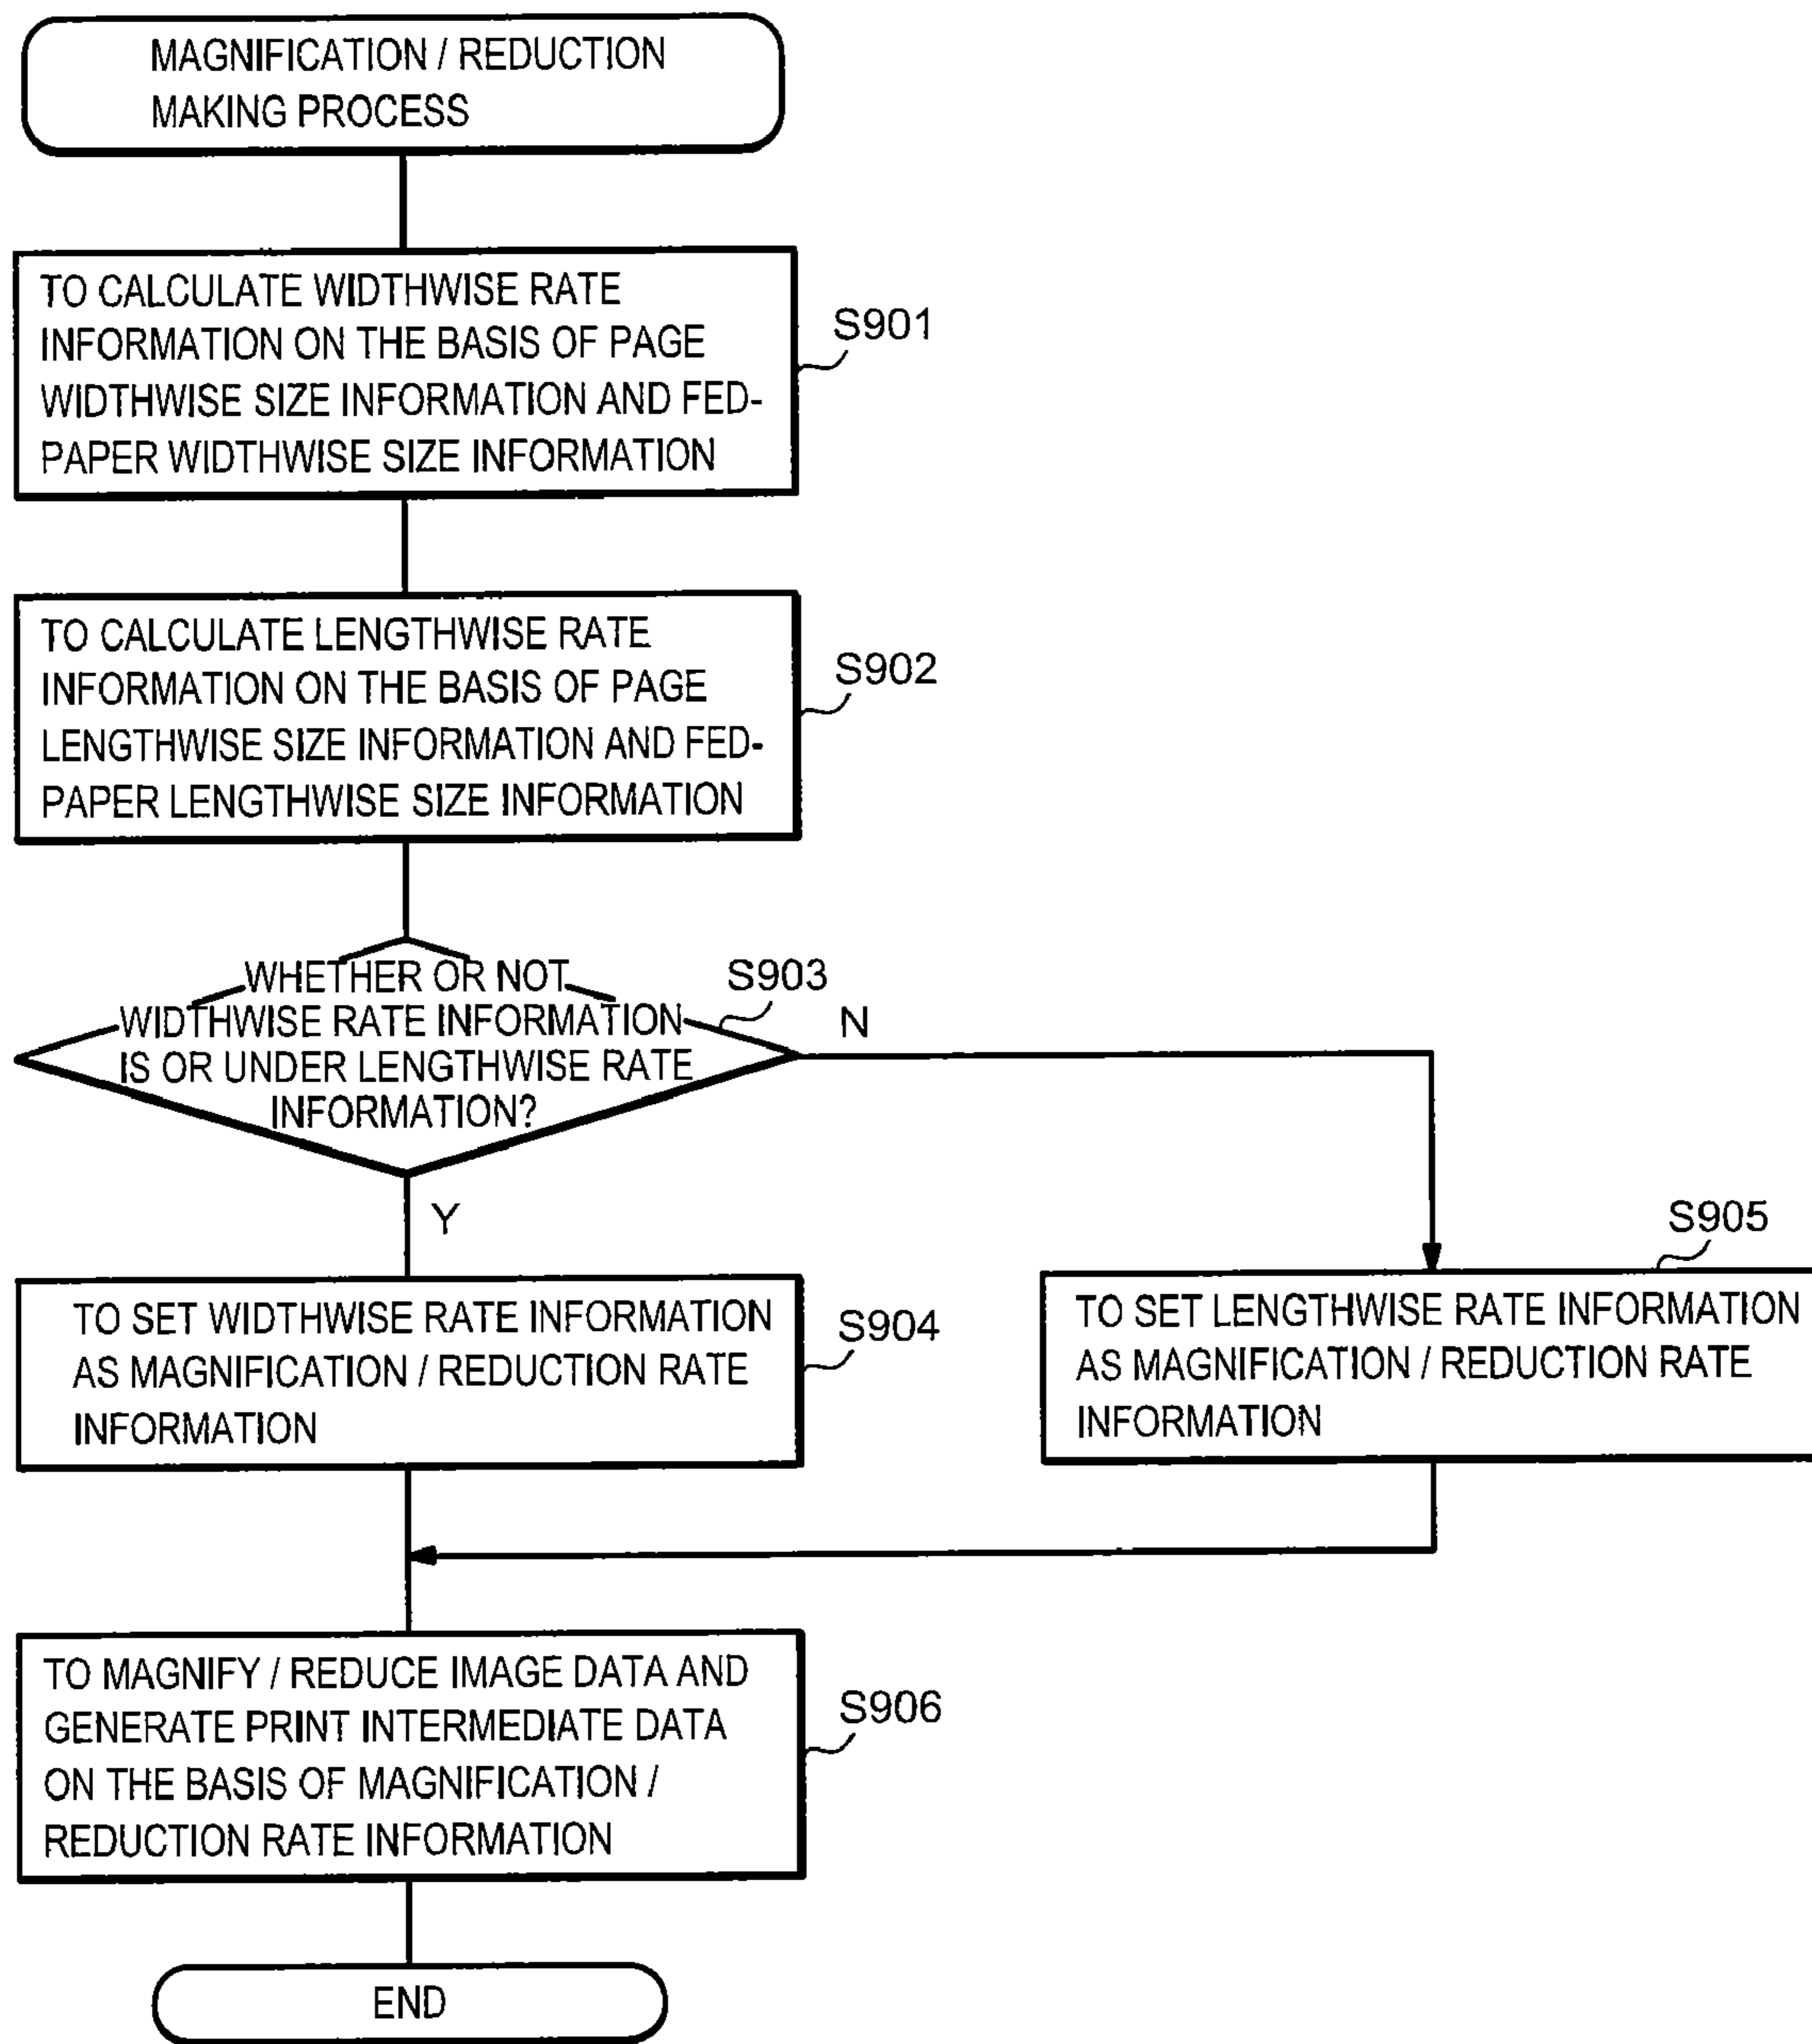 MAGNIFICATION / REDUCTION
MAKING PROCESS
TO CALCULATE WIDTHWISE RATE
INFORMATION ON THE BASIS OF PAGE
WIDTHWISE SIZE INFORMATION AND FED-
PAPER WIDTHWISE SIZE INFORMATION
S901
TO CALCULATE LENGTHWISE RATE
INFORMATION ON THE BASIS OF PAGE
LENGTHWISE SIZE INFORMATION AND FED-
PAPER LENGTHWISE SIZE INFORMATION
S902
WHETHER OR NOT
WIDTHWISE RATE INFORMATION
IS OR UNDER LENGTHWISE RATE
INFORMATION?
S903
N
Y
TO SET WIDTHWISE RATE INFORMATION
AS MAGNIFICATION / REDUCTION RATE
INFORMATION
S904
S905
TO SET LENGTHWISE RATE INFORMATION
AS MAGNIFICATION / REDUCTION RATE
INFORMATION
TO MAGNIFY / REDUCE IMAGE DATA AND
GENERATE PRINT INTERMEDIATE DATA
ON THE BASIS OF MAGNIFICATION /
REDUCTION RATE INFORMATION
S906
END